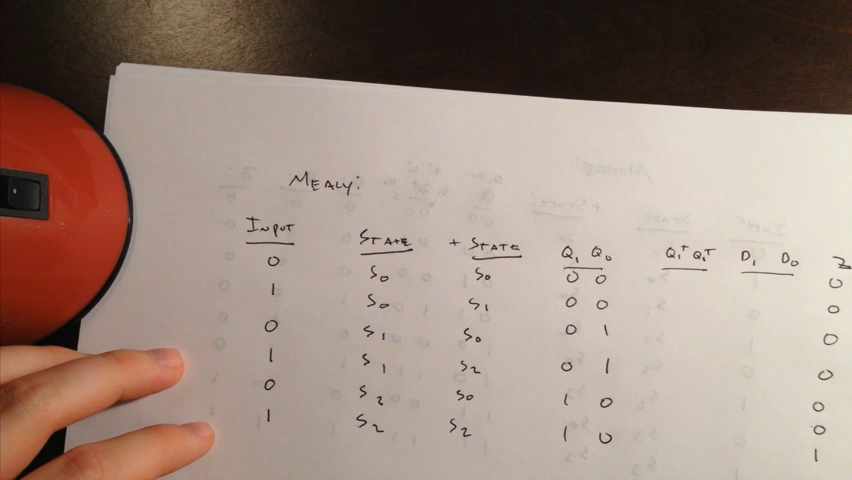 MEALY:
INPUT STATE + STATE Q₁ Q₀ Q₁⁺ Q₀⁺ D₁ D₀ Z
0 S₀ S₀ 0 0 0
1 S₀ S₁ 0 0 0
0 S₁ S₀ 0 1 0
1 S₁ S₂ 0 1 0
0 S₂ S₀ 1 0 0
1 S₂ S₂ 1 0 0
1